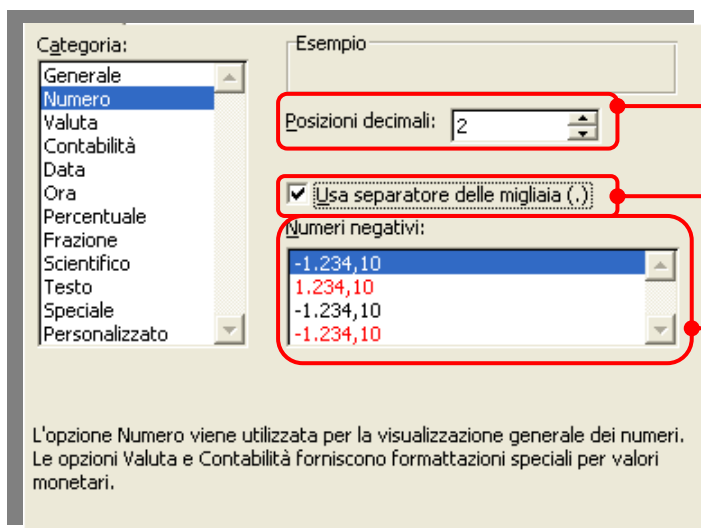 Categoria:
Generale
Numero
Valuta
Contabilità
Data
Ora
Percentuale
Frazione
Scientifico
Testo
Speciale
Personalizzato
Esempio
Posizioni decimali: 2
Usa separatore delle migliaia (.)
Numeri negativi:
-1.234,10
1.234,10
-1.234,10
-1.234,10
L'opzione Numero viene utilizzata per la visualizzazione generale dei numeri.
Le opzioni Valuta e Contabilità forniscono formattazioni speciali per valori
monetari.